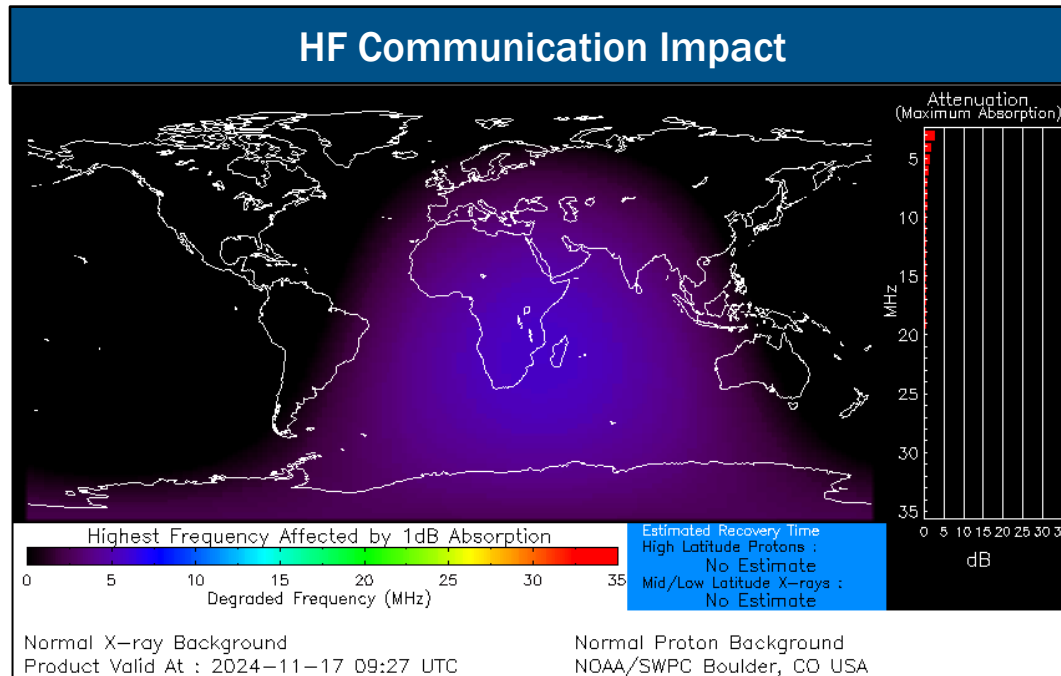 HF Communication Impact
Attenuation
(Maximum Absorption)
5
10
15
20
25
30
35
MHz
0 5 10 15 20 25 30
dB
Highest Frequency Affected by 1dB Absorption
0 5 10 15 20 25 30 35
Degraded Frequency (MHz)
Estimated Recovery Time
High Latitude Protons :
No Estimate
Mid/Low Latitude X-rays :
No Estimate
Normal X-ray Background
Product Valid At : 2024-11-17 09:27 UTC
Normal Proton Background
NOAA/SWPC Boulder, CO USA